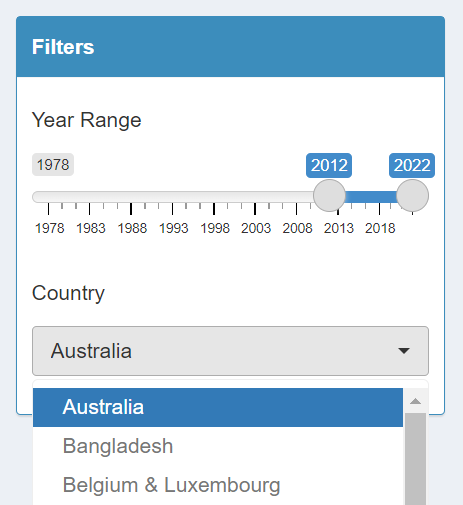 Filters
Year Range
1978 2012 2022
1978 1983 1988 1993 1998 2003 2008 2013 2018
Country
Australia
Australia
Bangladesh
Belgium & Luxembourg